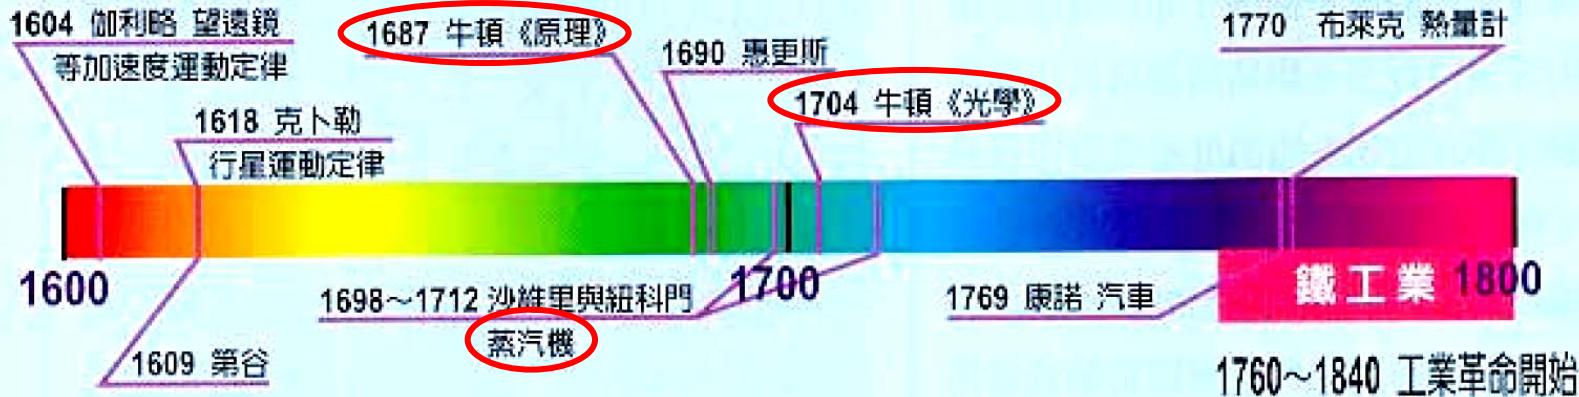 1604 伽利略 望遠鏡
等加速度運動定律
1618 克卜勒
行星運動定律
1687 牛頓《原理》
1690 惠更斯
1704 牛頓《光學》
1770 布萊克 熱量計
1600
1700
1800
1609 第谷
1698～1712 沙維里與紐科門
蒸汽機
1769 康諾 汽車
鐵工業
1760～1840 工業革命開始